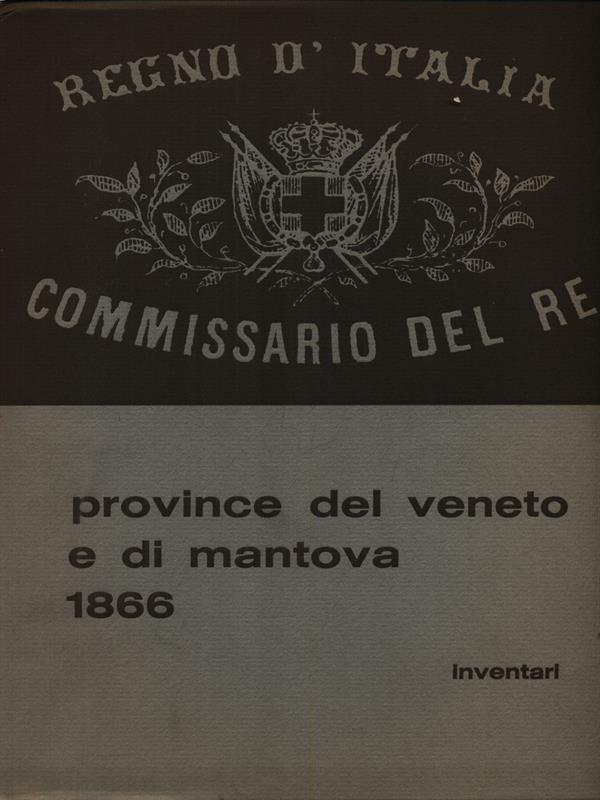 REGNO D' ITALIA
COMMISSARIO DEL RE
province del veneto
e di mantova
1866
inventari